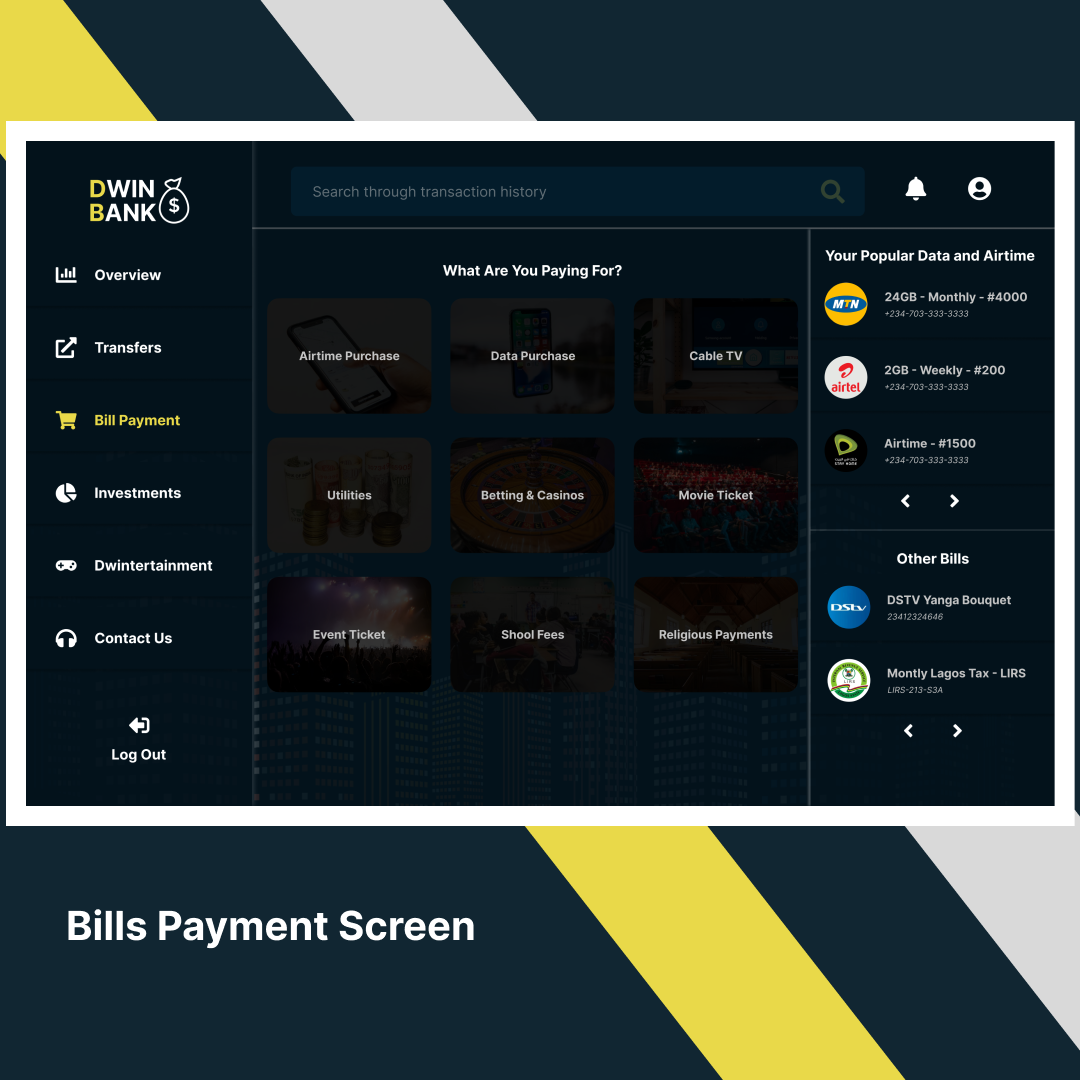 DWIN
BANK
$
Overview
Transfers
Bill Payment
Investments
Dwintertainment
Contact Us
Log Out
Search through transaction history
What Are You Paying For?
Airtime Purchase
Data Purchase
Cable TV
Utilities
Betting & Casinos
Movie Ticket
Event Ticket
Shool Fees
Religious Payments
Your Popular Data and Airtime
MTN
24GB - Monthly - #4000
+234-703-333-3333
airtel
2GB - Weekly - #200
+234-703-333-3333
STAY HOME
Airtime - #1500
+234-703-333-3333
Other Bills
DStv
DSTV Yanga Bouquet
23412324646
LIRS
Montly Lagos Tax - LIRS
LIRS-213-S3A
Bills Payment Screen